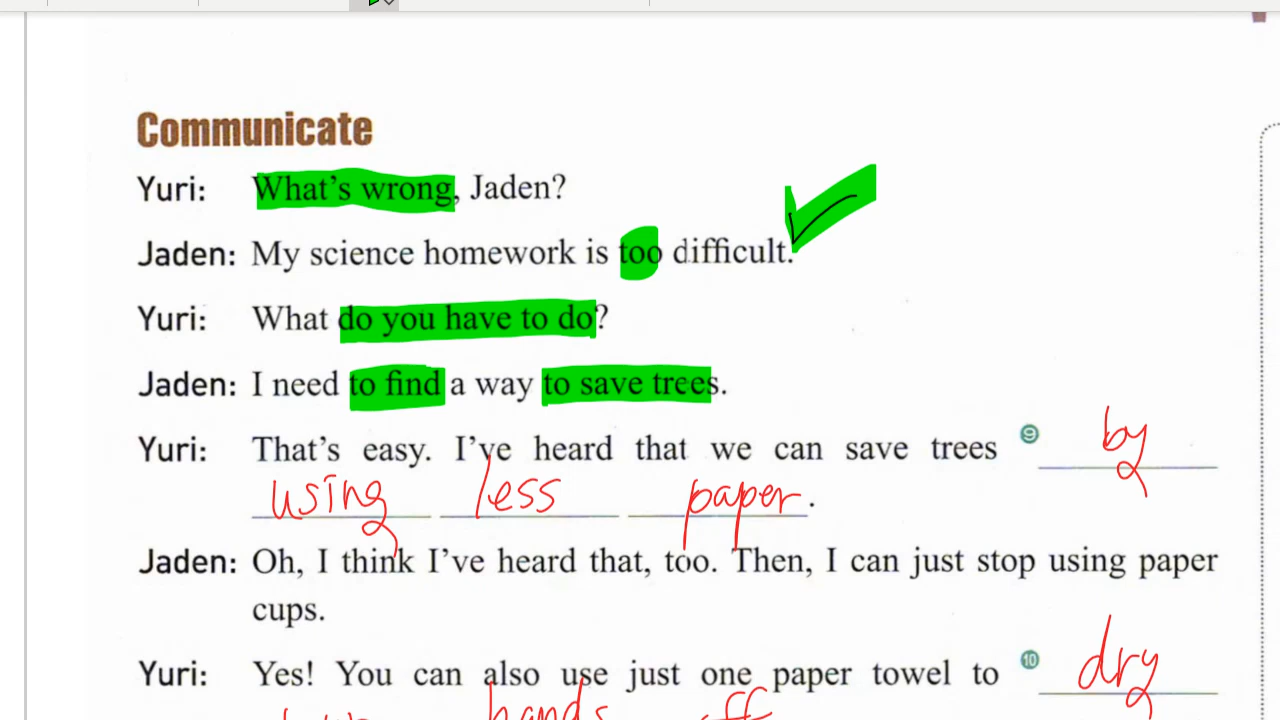 Communicate
Yuri: What's wrong, Jaden?
Jaden: My science homework is too difficult.
Yuri: What do you have to do?
Jaden: I need to find a way to save trees.
Yuri: That's easy. I've heard that we can save trees ⑨ by
using less paper.
Jaden: Oh, I think I've heard that, too. Then, I can just stop using paper
cups.
Yuri: Yes! You can also use just one paper towel to ⑩ dry
hands off